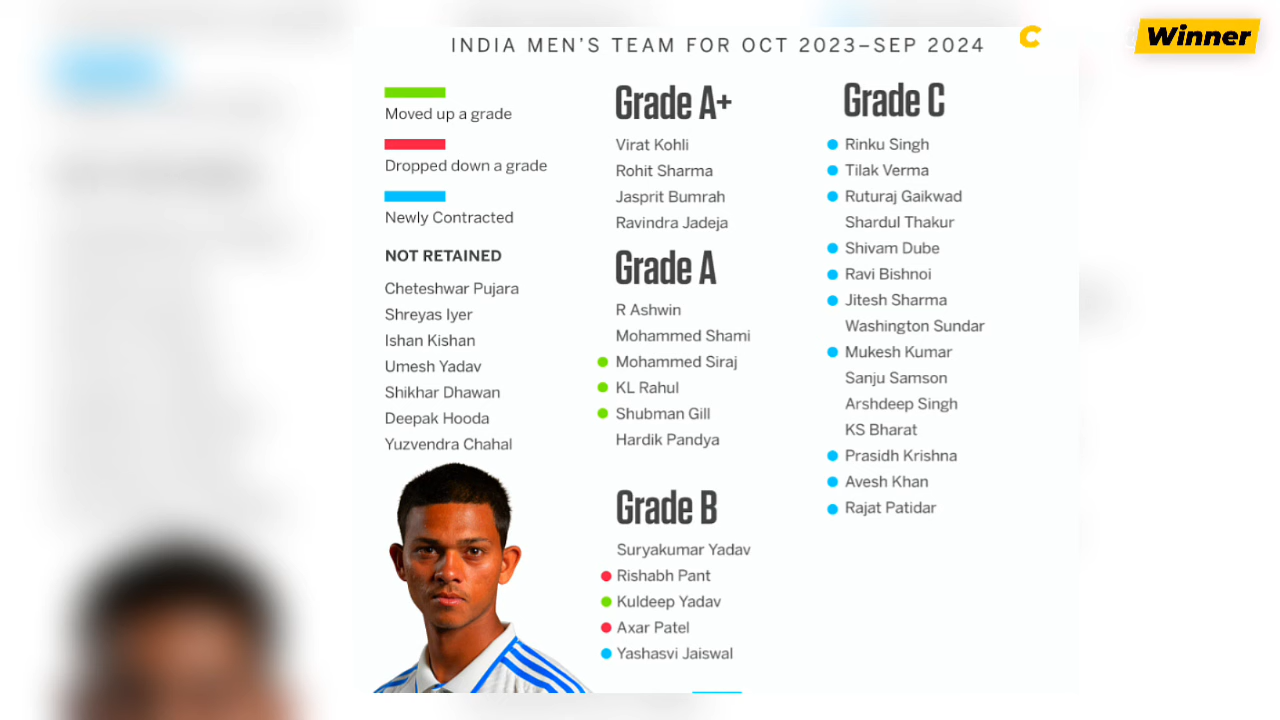 INDIA MEN'S TEAM FOR OCT 2023–SEP 2024
C
Winner
Moved up a grade
Dropped down a grade
Newly Contracted
NOT RETAINED
Cheteshwar Pujara
Shreyas Iyer
Ishan Kishan
Umesh Yadav
Shikhar Dhawan
Deepak Hooda
Yuzvendra Chahal
Grade A+
Virat Kohli
Rohit Sharma
Jasprit Bumrah
Ravindra Jadeja
Grade A
R Ashwin
Mohammed Shami
Mohammed Siraj
KL Rahul
Shubman Gill
Hardik Pandya
Grade B
Suryakumar Yadav
Rishabh Pant
Kuldeep Yadav
Axar Patel
Yashasvi Jaiswal
Grade C
Rinku Singh
Tilak Verma
Ruturaj Gaikwad
Shardul Thakur
Shivam Dube
Ravi Bishnoi
Jitesh Sharma
Washington Sundar
Mukesh Kumar
Sanju Samson
Arshdeep Singh
KS Bharat
Prasidh Krishna
Avesh Khan
Rajat Patidar